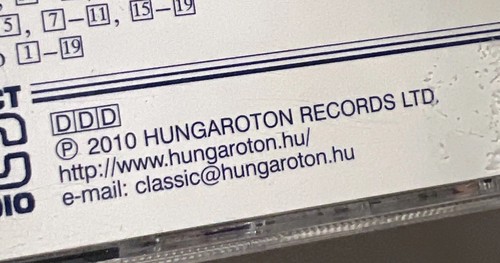 5, 7–11, 15–19
1–19
DDD
℗ 2010 HUNGAROTON RECORDS LTD.
http://www.hungaroton.hu/
e-mail: classic@hungaroton.hu